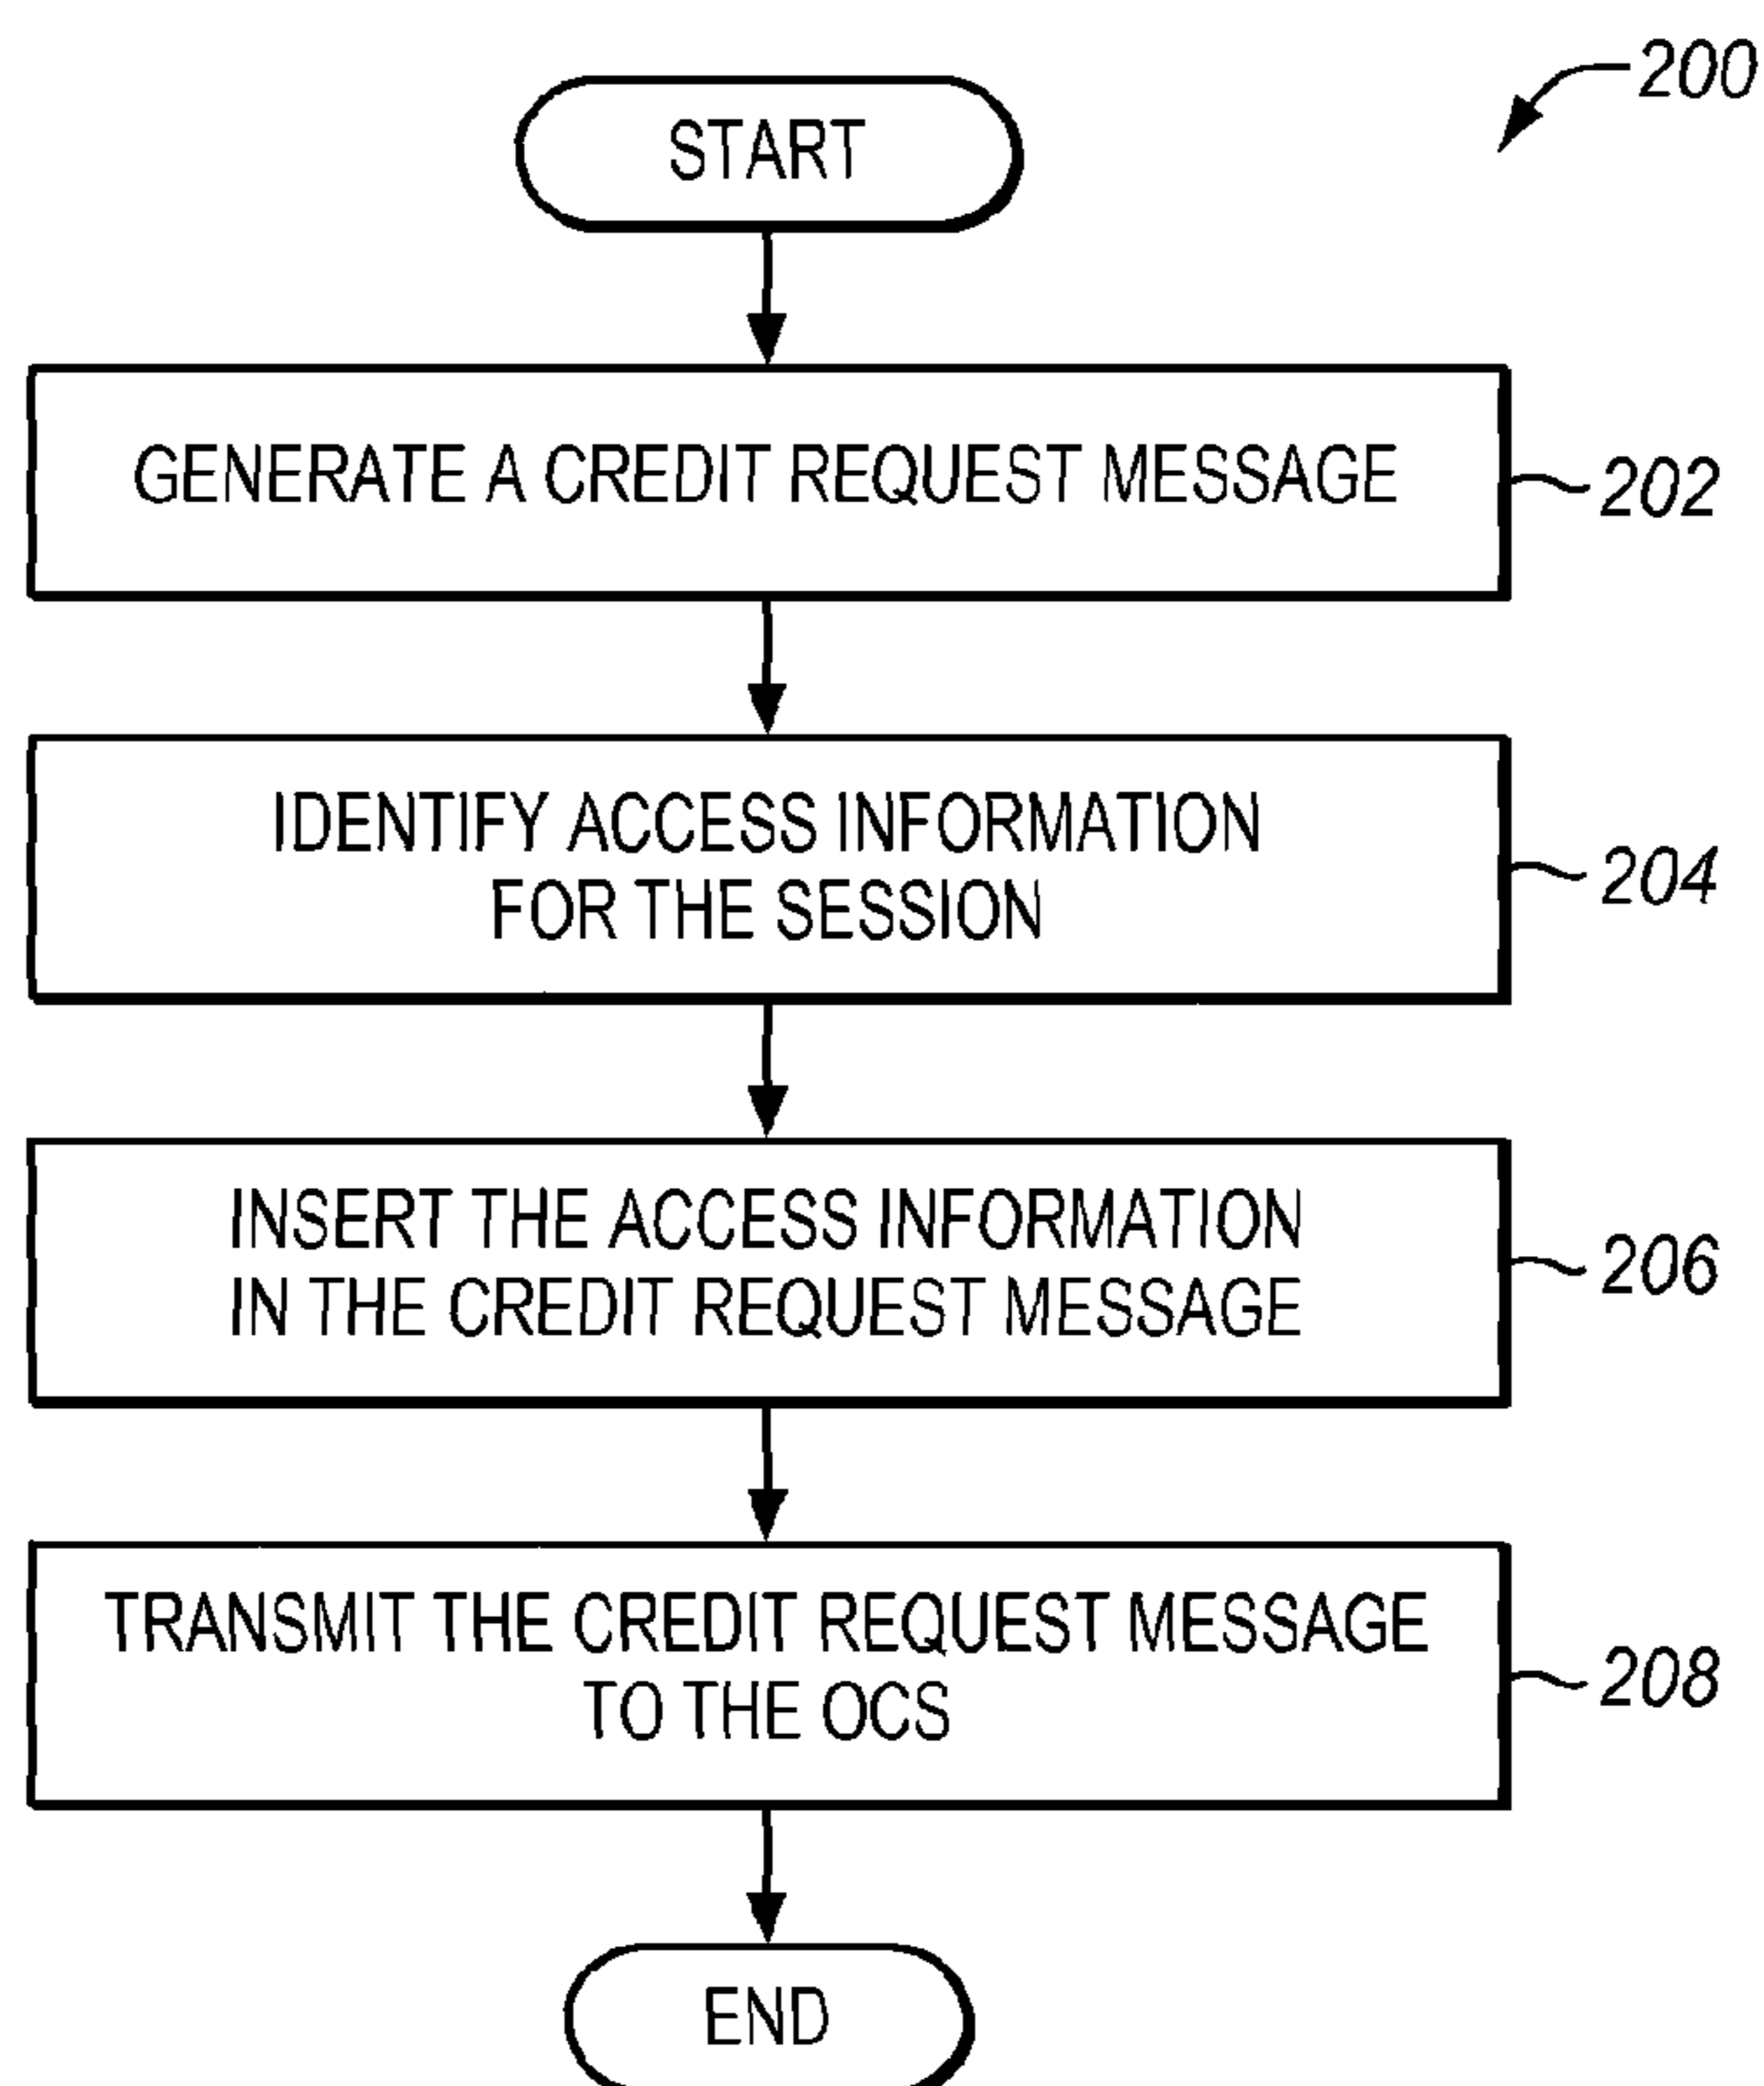 200
START
GENERATE A CREDIT REQUEST MESSAGE
202
IDENTIFY ACCESS INFORMATION
FOR THE SESSION
204
INSERT THE ACCESS INFORMATION
IN THE CREDIT REQUEST MESSAGE
206
TRANSMIT THE CREDIT REQUEST MESSAGE
TO THE OCS
208
END